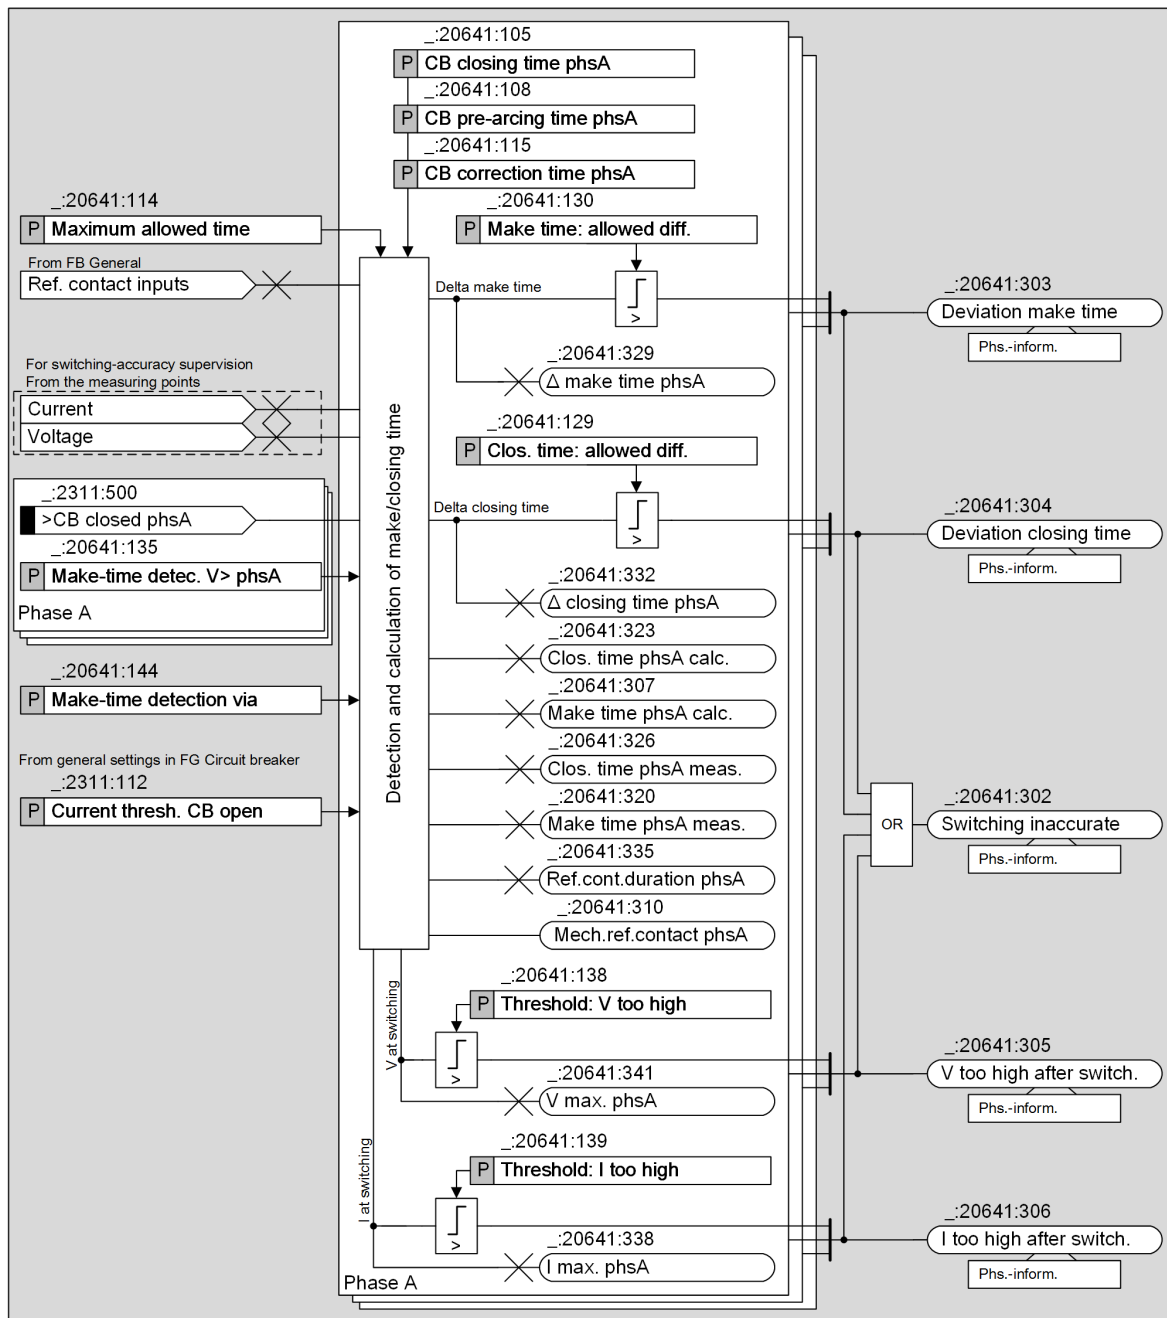 _:20641:105
P CB closing time phsA
_:20641:108
P CB pre-arcing time phsA
_:20641:115
P CB correction time phsA
_:20641:114
P Maximum allowed time
From FB General
Ref. contact inputs
For switching-accuracy supervision
From the measuring points
Current
Voltage
_:2311:500
>CB closed phsA
_:20641:135
P Make-time detec. V> phsA
Phase A
_:20641:144
P Make-time detection via
From general settings in FG Circuit breaker
_:2311:112
P Current thresh. CB open
Detection and calculation of make/closing time
_:20641:130
P Make time: allowed diff.
Delta make time
>
_:20641:329
Δ make time phsA
_:20641:129
P Clos. time: allowed diff.
Delta closing time
>
_:20641:332
Δ closing time phsA
_:20641:323
Clos. time phsA calc.
_:20641:307
Make time phsA calc.
_:20641:326
Clos. time phsA meas.
_:20641:320
Make time phsA meas.
_:20641:335
Ref.cont.duration phsA
_:20641:310
Mech.ref.contact phsA
V at switching
_:20641:138
P Threshold: V too high
>
_:20641:341
V max. phsA
I at switching
_:20641:139
P Threshold: I too high
>
_:20641:338
I max. phsA
Phase A
_:20641:303
Deviation make time
Phs.-inform.
_:20641:304
Deviation closing time
Phs.-inform.
OR
_:20641:302
Switching inaccurate
Phs.-inform.
_:20641:305
V too high after switch.
Phs.-inform.
_:20641:306
I too high after switch.
Phs.-inform.